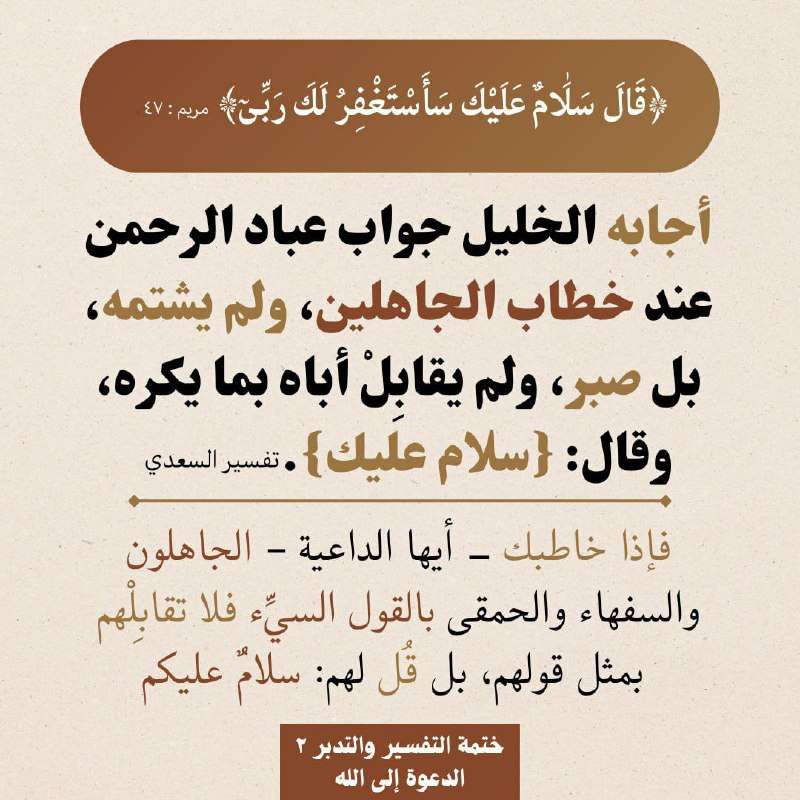 ﴿قَالَ سَلَٰمٌ عَلَيْكَ سَأَسْتَغْفِرُ لَكَ رَبِّىٓ﴾ مريم : ٤٧
أجابه الخليل جواب عباد الرحمن
عند خطاب الجاهلين، ولم يشتمه،
بل صبر، ولم يقابِلْ أباه بما يكره،
وقال: {سلام عليك}. تفسير السعدي
فإذا خاطبك – أيها الداعية – الجاهلون
والسفهاء والحمقى بالقول السيِّء فلا تقابِلْهم
بمثل قولهم، بل قُل لهم: سلامٌ عليكم
ختمة التفسير والتدبر ٢
الدعوة إلى الله